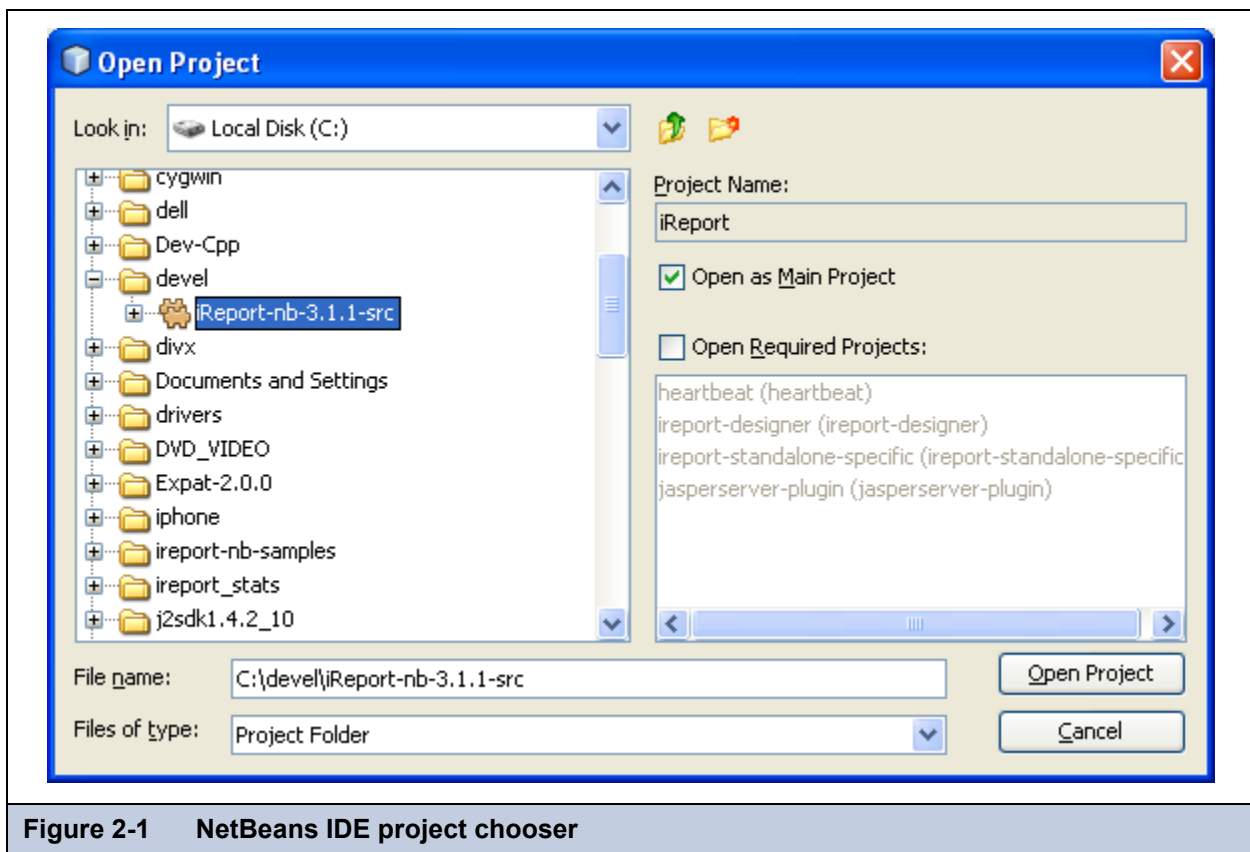 Open Project
Look in: Local Disk (C:)
cygwin
dell
Dev-Cpp
devel
iReport-nb-3.1.1-src
divx
Documents and Settings
drivers
DVD_VIDEO
Expat-2.0.0
iphone
ireport-nb-samples
ireport_stats
j2sdk1.4.2_10
Project Name:
iReport
Open as Main Project
Open Required Projects:
heartbeat (heartbeat)
ireport-designer (ireport-designer)
ireport-standalone-specific (ireport-standalone-specific
jasperserver-plugin (jasperserver-plugin)
File name: C:\devel\iReport-nb-3.1.1-src
Open Project
Files of type: Project Folder
Cancel
Figure 2-1 NetBeans IDE project chooser